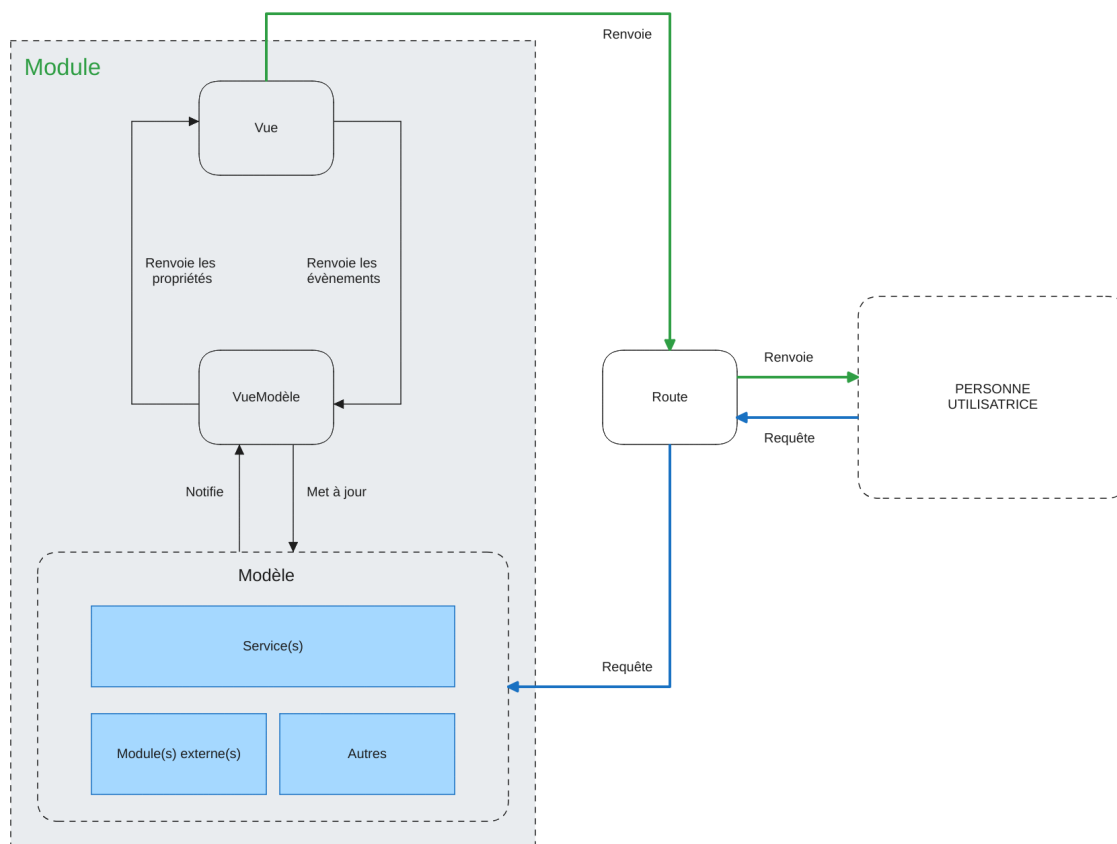 Renvoie
Module
Vue
Renvoie les
propriétés
Renvoie les
évènements
VueModèle
Route
Renvoie
Requête
PERSONNE
UTILISATRICE
Notifie
Met à jour
Modèle
Service(s)
Requête
Module(s) externe(s)
Autres